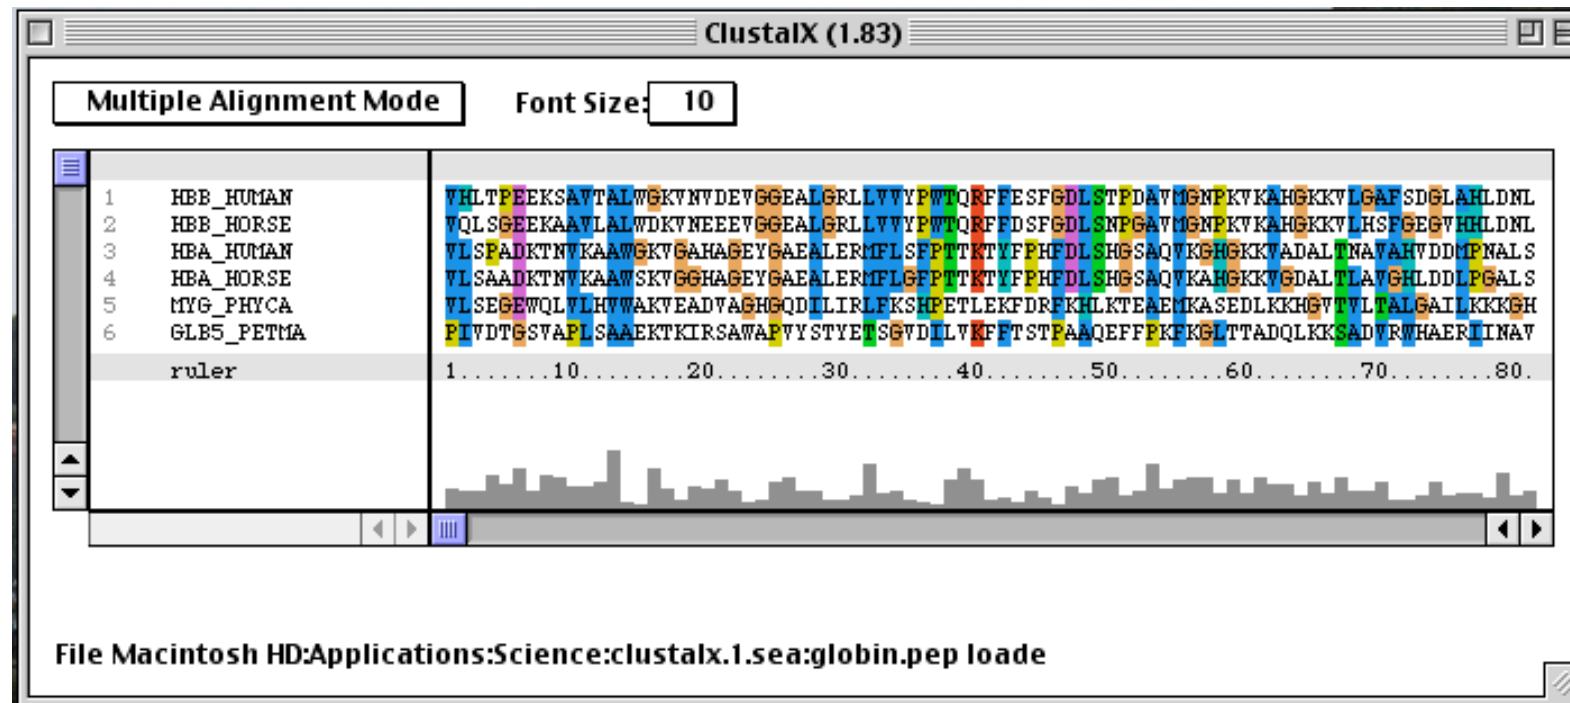 ClustalX (1.83)
Multiple Alignment Mode Font Size: 10
1 HBB_HUMAN VHLTPEEKSAVTALWGKVNVDEVGGEALGRLLVVYPWTQRFFESFGDLSTPDAVMGNPKVKAHGKKVLGAFSDGLAHLDNL
2 HBB_HORSE VQLSGEEKAAVLALWDKVNEEEVGGEALGRLLVVYPWTQRFFDSFGDLSNPGAVMGNPKVKAHGKKVLHSFGEGVHHLDNL
3 HBA_HUMAN VLSPADKTNVKAAWGKVGAHAGEYGAEALERMFLSFPTTKTYFPHFDLSHGSAQVKGHGKKVADALTNAVAHVDDMPNALS
4 HBA_HORSE VLSAADKTNVKAAWSKVGGHAGEYGAEALERMFLGFPTTKTYFPHFDLSHGSAQVKAHGKKVGDALTLAVGHLDDLPGALS
5 MYG_PHYCA VLSEGEWQLVLHVWAKVEADVAGHGQDILIRLFKSHPETLEKFDRFKHLKTEAEMKASEDLKKHGVTVLTALGAILKKKGH
6 GLB5_PETMA PIVDTGSVAPLSAAEKTKIRSAWAPVYSTYETSGVDILVKFFTSTPAAQEFFPKFKGLTTADQLKKSADVRWHAERIINAV
ruler 1.......10........20........30........40........50........60........70........80.
File Macintosh HD:Applications:Science:clustalx.1.sea:globin.pep loade